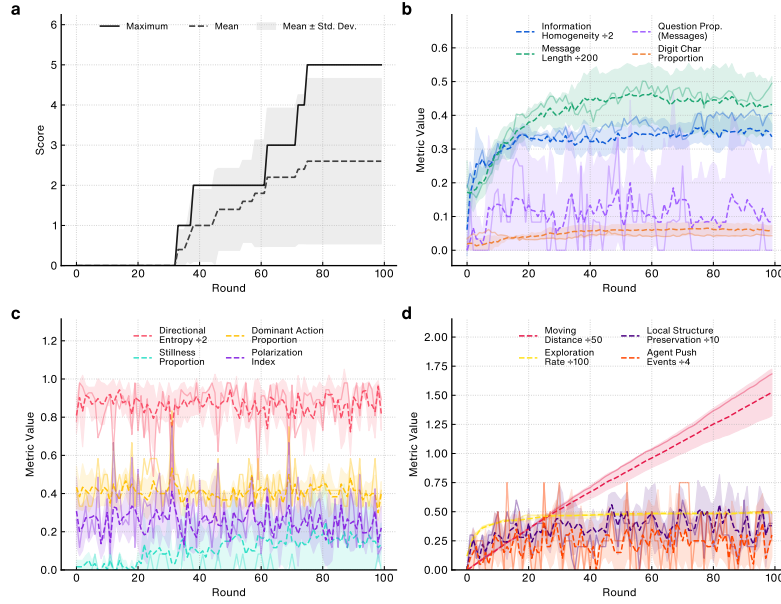 a
Maximum
Mean
Mean ± Std. Dev.
6
5
4
3
2
1
0
Score
0
20
40
60
80
100
Round
b
Information
Homogeneity ÷2
Message
Length ÷200
Question Prop.
(Messages)
Digit Char
Proportion
0.6
0.5
0.4
0.3
0.2
0.1
0.0
Metric Value
0
20
40
60
80
100
Round
c
Directional
Entropy ÷2
Stillness
Proportion
Dominant Action
Proportion
Polarization
Index
1.2
1.0
0.8
0.6
0.4
0.2
0.0
Metric Value
0
20
40
60
80
100
Round
d
Moving
Distance ÷50
Exploration
Rate ÷100
Local Structure
Preservation ÷10
Agent Push
Events ÷4
2.00
1.75
1.50
1.25
1.00
0.75
0.50
0.25
0.00
Metric Value
0
20
40
60
80
100
Round